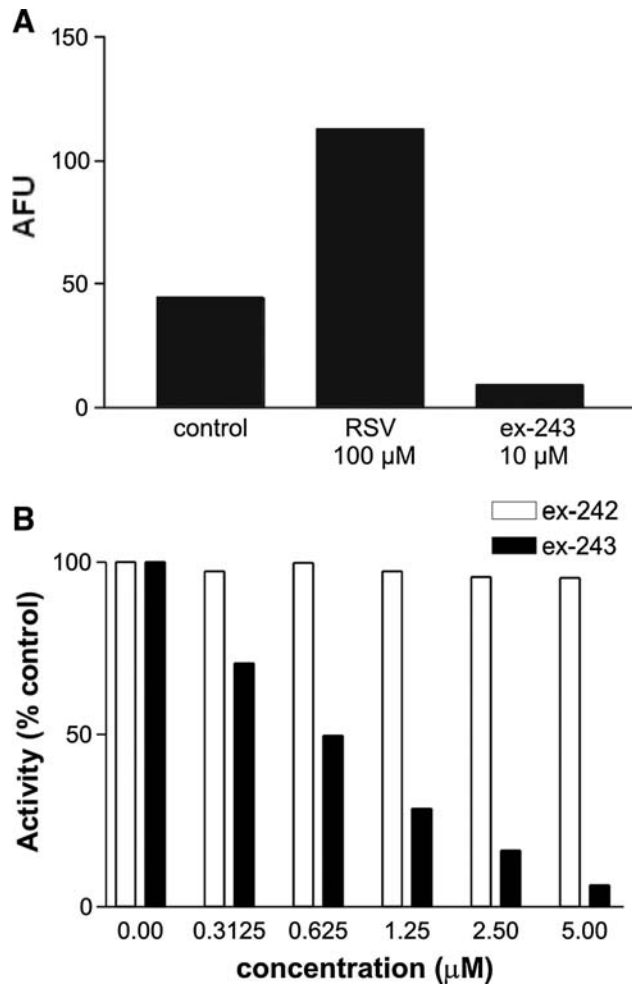 A
150
100
50
0
AFU
control
RSV
100 µM
ex-243
10 µM
B
ex-242
ex-243
100
50
0
Activity (% control)
0.00 0.3125 0.625 1.25 2.50 5.00
concentration (µM)